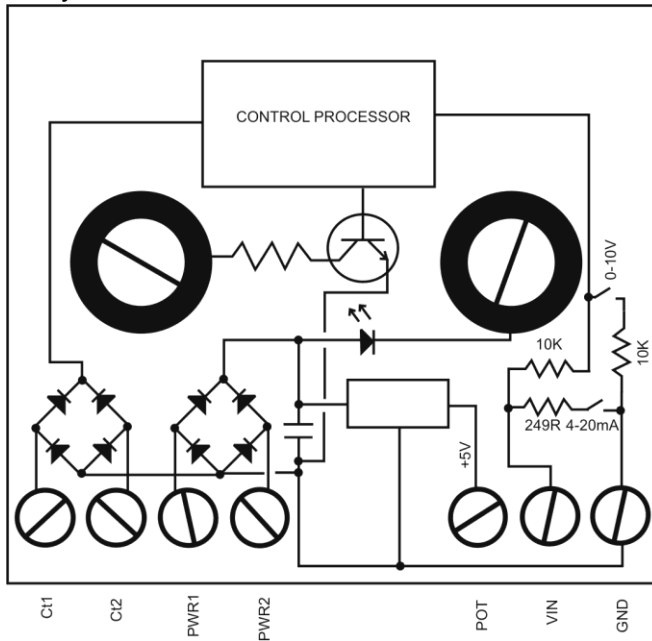 CONTROL PROCESSOR
0-10V
10K
10K
249R 4-20mA
+5V
Ct1
Ct2
PWR1
PWR2
POT
VIN
GND